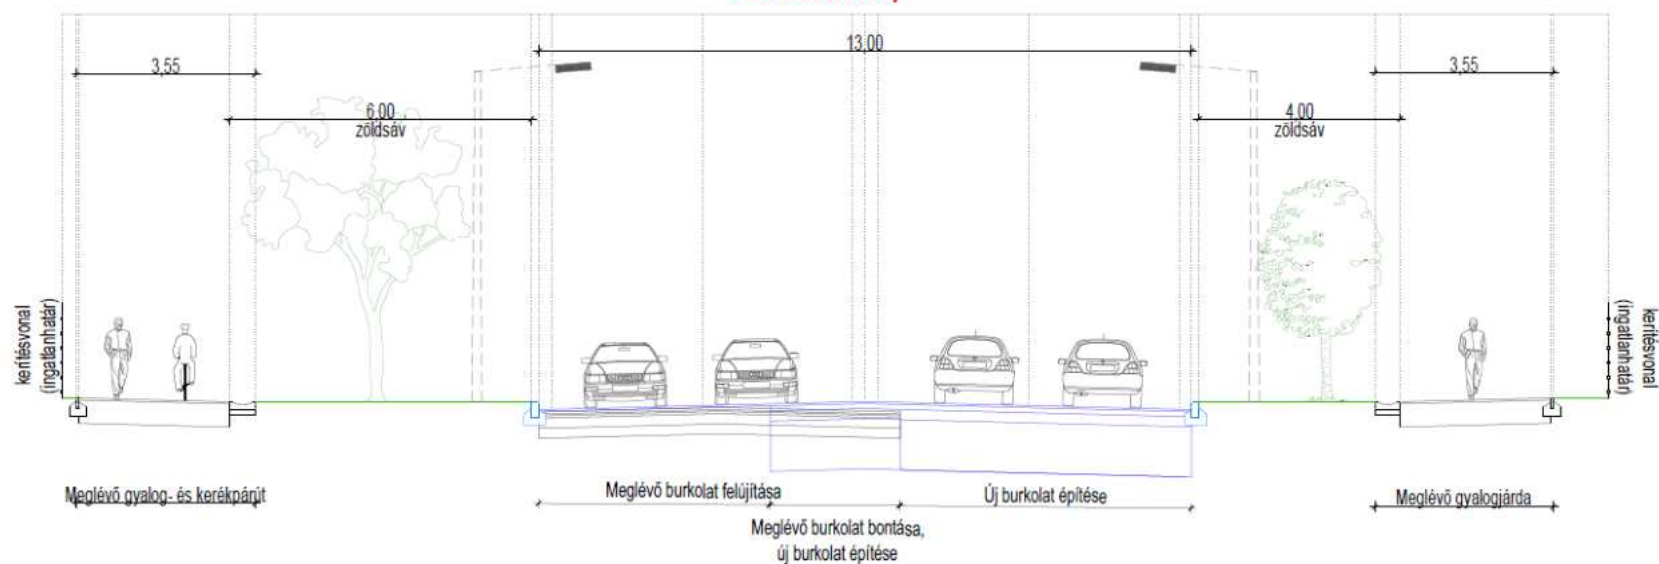 13,00
3,55
3,55
6,00
zöldsáv
4,00
zöldsáv
kerítésvonal
(ingatlanhatár)
kerítésvonal
(ingatlanhatár)
Meglévő gyalog- és kerékpárút
Meglévő burkolat felújítása
Új burkolat építése
Meglévő gyalogjárda
Meglévő burkolat bontása,
új burkolat építése